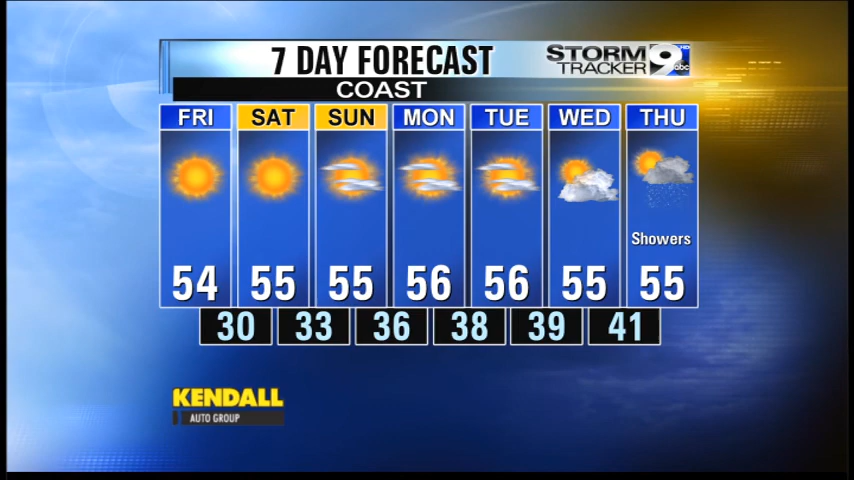 7 DAY FORECAST
STORM TRACKER 9 HD abc
COAST
FRI SAT SUN MON TUE WED THU
Showers
54 55 55 56 56 55 55
30 33 36 38 39 41
KENDALL
AUTO GROUP